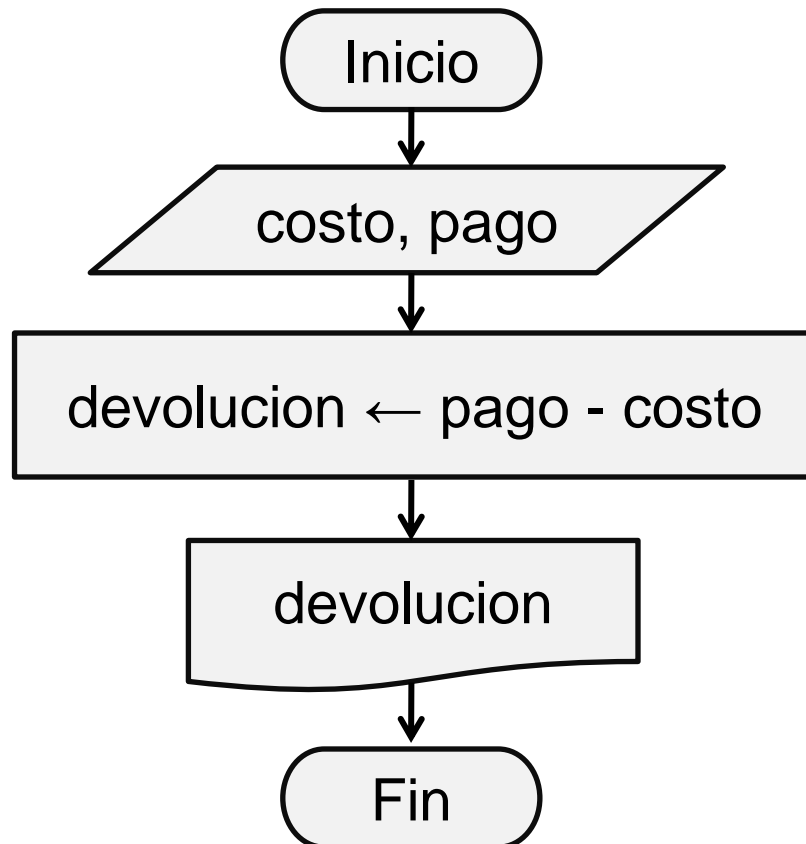 Inicio
costo, pago
devolucion ← pago - costo
devolucion
Fin